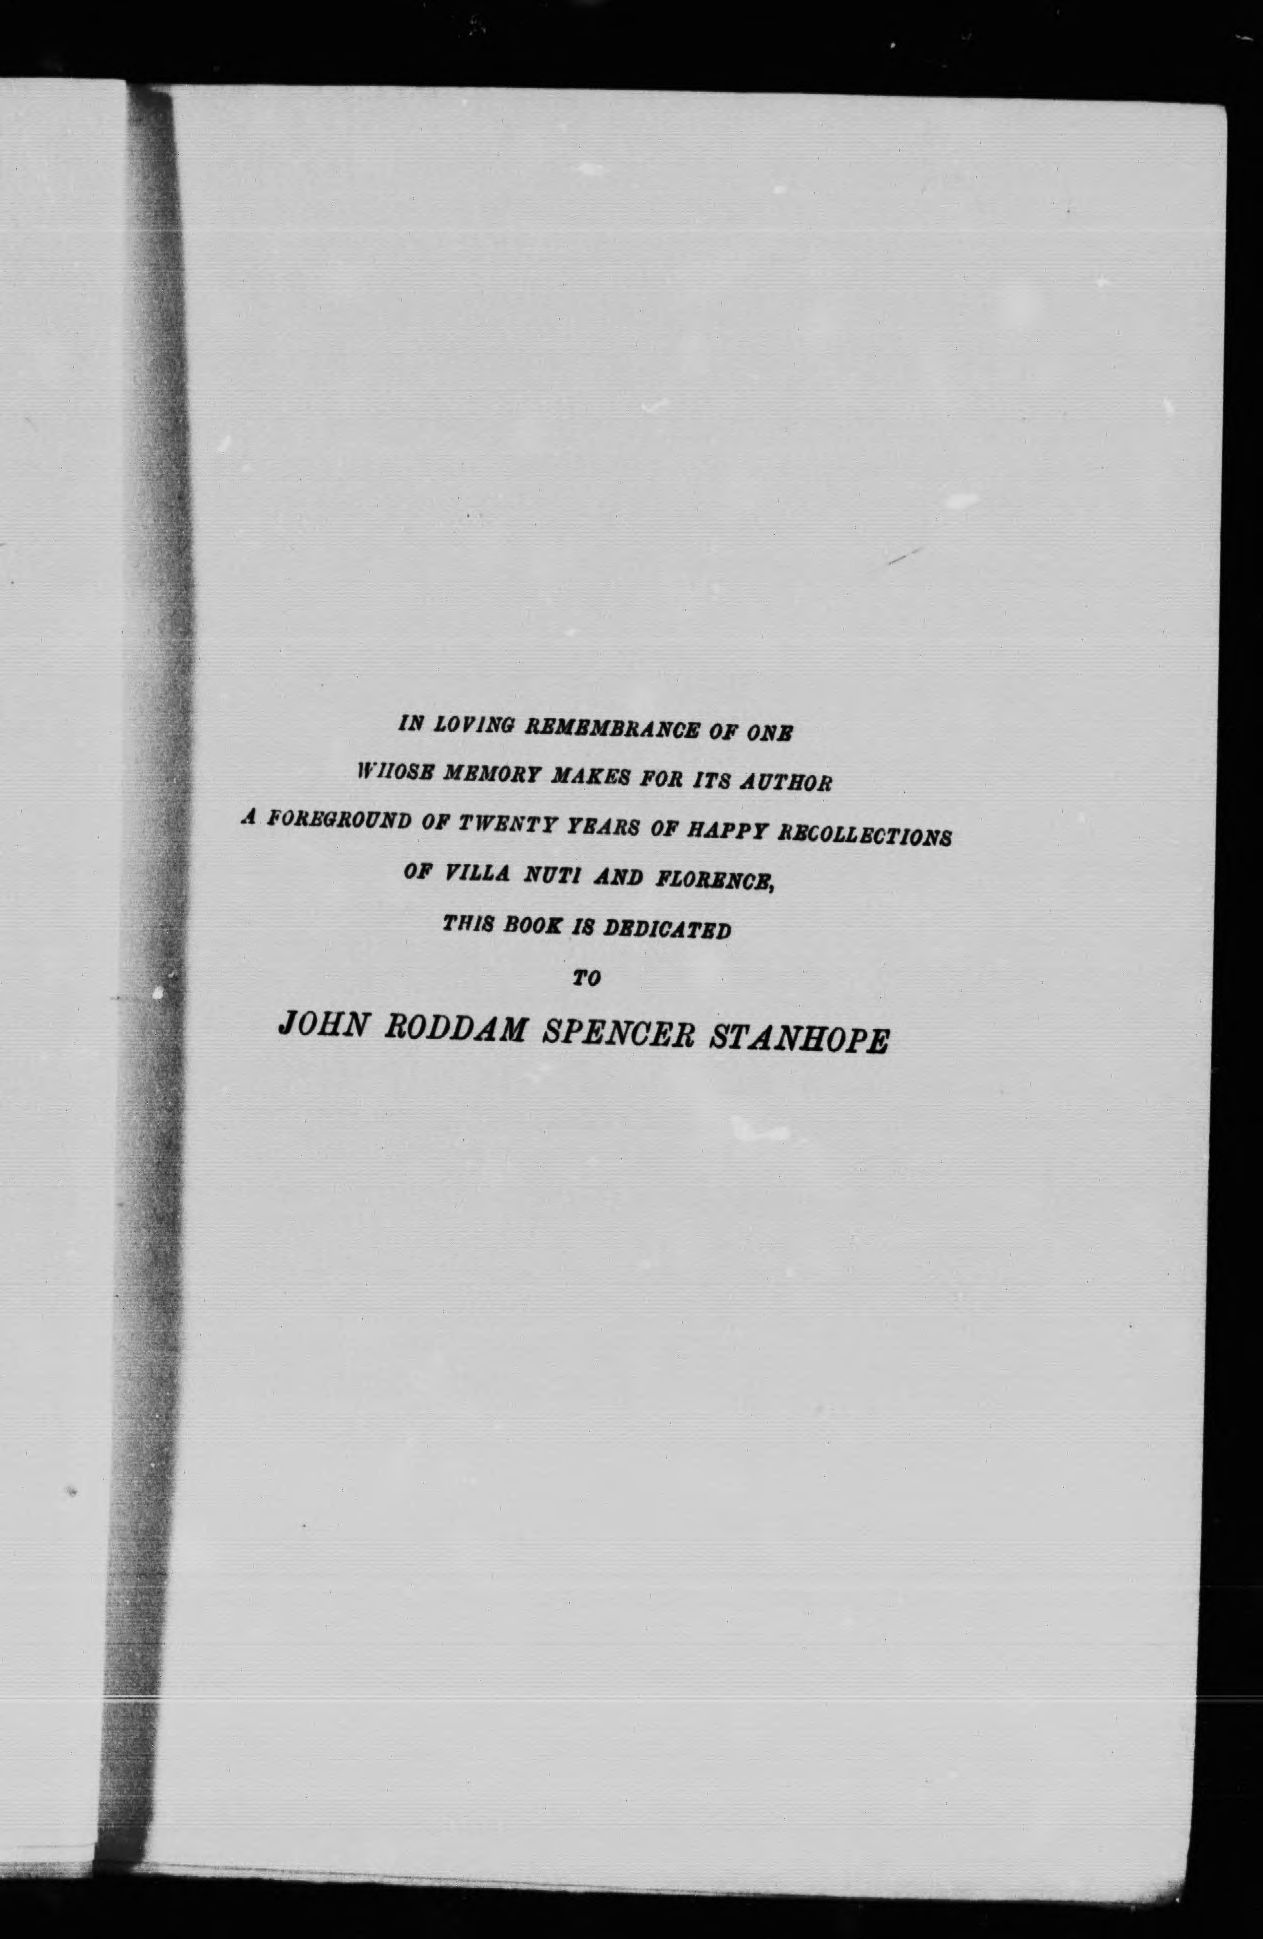 IN LOVING REMEMBRANCE OF ONE
WHOSE MEMORY MAKES FOR ITS AUTHOR
A FOREGROUND OF TWENTY YEARS OF HAPPY RECOLLECTIONS
OF VILLA NUTI AND FLORENCE,
THIS BOOK IS DEDICATED
TO
JOHN RODDAM SPENCER STANHOPE